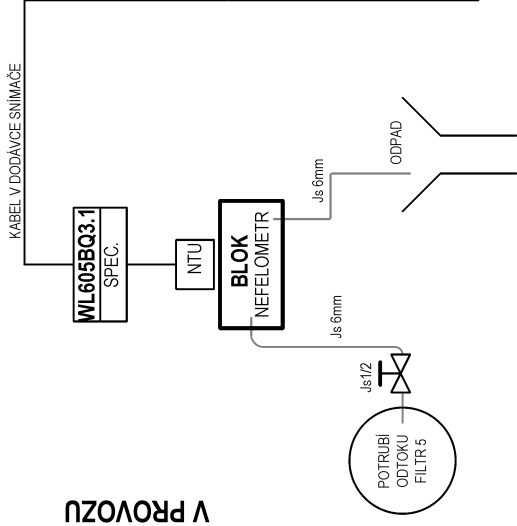 KABEL V DODÁVCE SNÍMAČE
WL605BQ3.1
SPEC.
NTU
BLOK
NEFELOMETR
Js 6mm
ODPAD
Js 6mm
Js1/2
POTRUBÍ
ODTOKU
FILTR 5
V PROVOZU